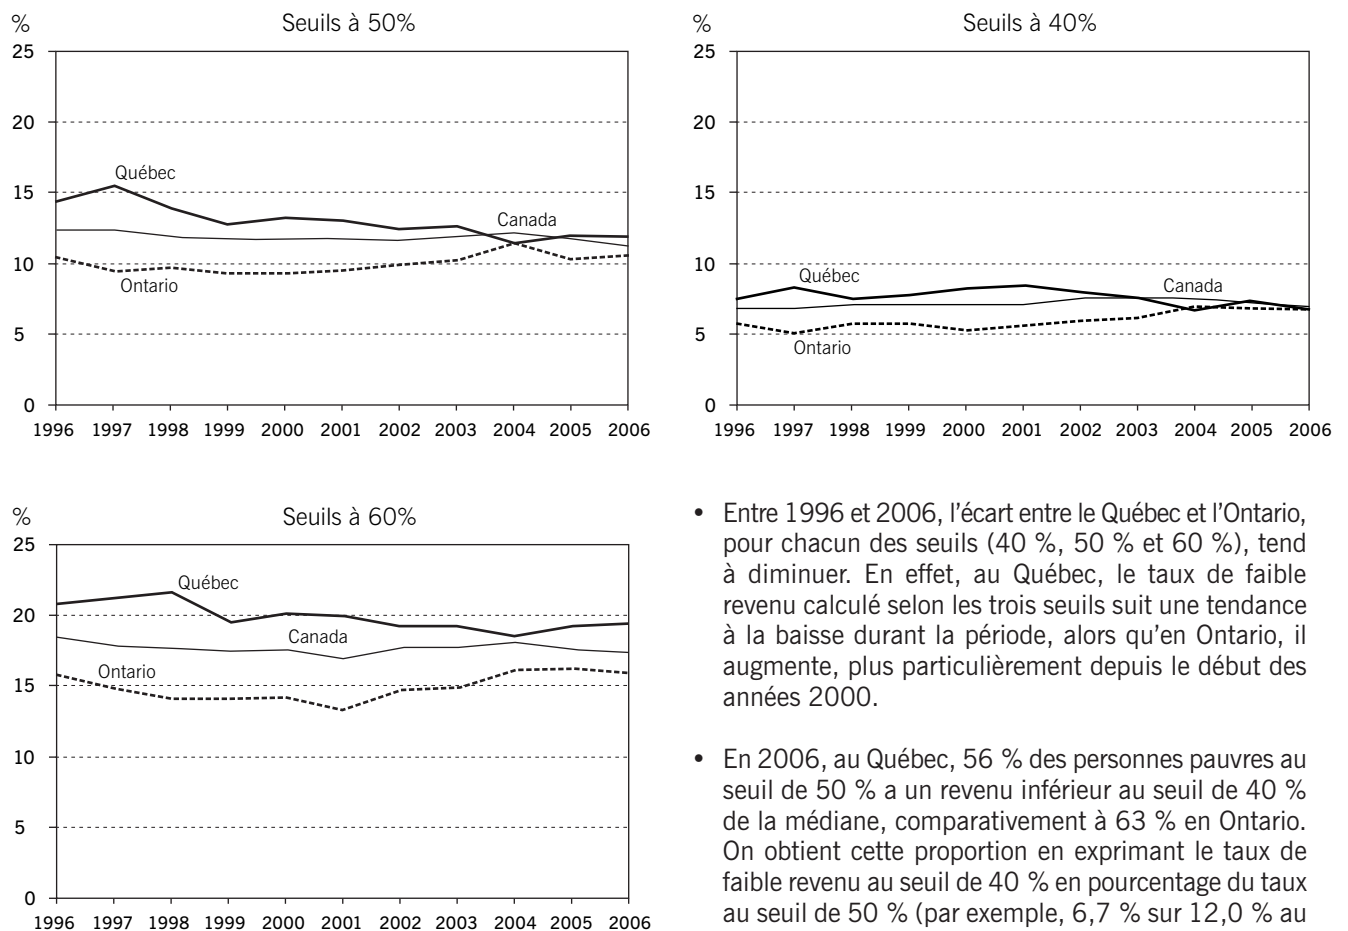 %
Seuils à 50%
25
20
15
10
5
0
Québec
Canada
Ontario
1996 1997 1998 1999 2000 2001 2002 2003 2004 2005 2006
%
Seuils à 40%
25
20
15
10
5
0
Québec
Canada
Ontario
1996 1997 1998 1999 2000 2001 2002 2003 2004 2005 2006
%
Seuils à 60%
25
20
15
10
5
0
Québec
Canada
Ontario
1996 1997 1998 1999 2000 2001 2002 2003 2004 2005 2006
• Entre 1996 et 2006, l'écart entre le Québec et l'Ontario,
pour chacun des seuils (40 %, 50 % et 60 %), tend
à diminuer. En effet, au Québec, le taux de faible
revenu calculé selon les trois seuils suit une tendance
à la baisse durant la période, alors qu'en Ontario, il
augmente, plus particulièrement depuis le début des
années 2000.
• En 2006, au Québec, 56 % des personnes pauvres au
seuil de 50 % a un revenu inférieur au seuil de 40 %
de la médiane, comparativement à 63 % en Ontario.
On obtient cette proportion en exprimant le taux de
faible revenu au seuil de 40 % en pourcentage du taux
au seuil de 50 % (par exemple, 6,7 % sur 12,0 % au